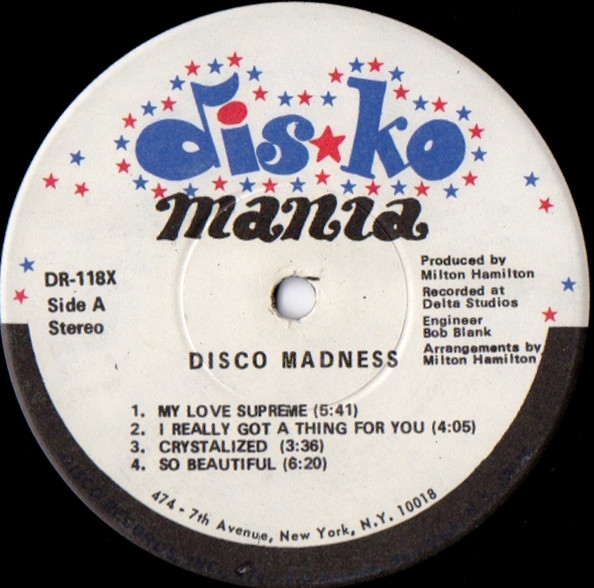 dis★ko
mania
DR-118X
Side A
Stereo
Produced by
Milton Hamilton
Recorded at
Delta Studios
Engineer
Bob Blank
Arrangements by
Milton Hamilton
DISCO MADNESS
1. MY LOVE SUPREME (5:41)
2. I REALLY GOT A THING FOR YOU (4:05)
3. CRYSTALIZED (3:36)
4. SO BEAUTIFUL (6:20)
474 - 7th Avenue, New York, N.Y. 10018